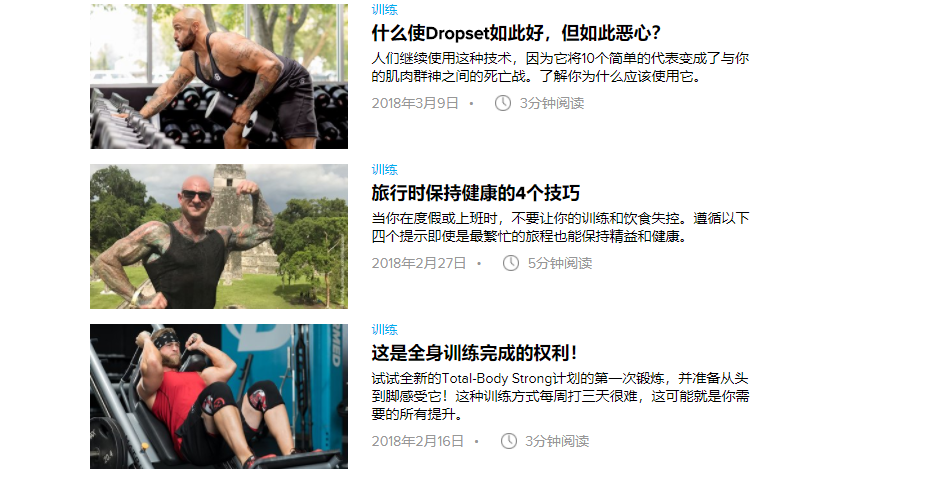 训练
什么使Dropset如此好，但如此恶心？
人们继续使用这种技术，因为它将10个简单的代表变成了与你
的肌肉群神之间的死亡战。了解你为什么应该使用它。
2018年3月9日 • 3分钟阅读
训练
旅行时保持健康的4个技巧
当你在度假或上班时，不要让你的训练和饮食失控。遵循以下
四个提示即使是最繁忙的旅程也能保持精益和健康。
2018年2月27日 • 5分钟阅读
训练
这是全身训练完成的权利！
试试全新的Total-Body Strong计划的第一次锻炼，并准备从头
到脚感受它！这种训练方式每周打三天很难，这可能就是你需
要的所有提升。
2018年2月16日 • 3分钟阅读